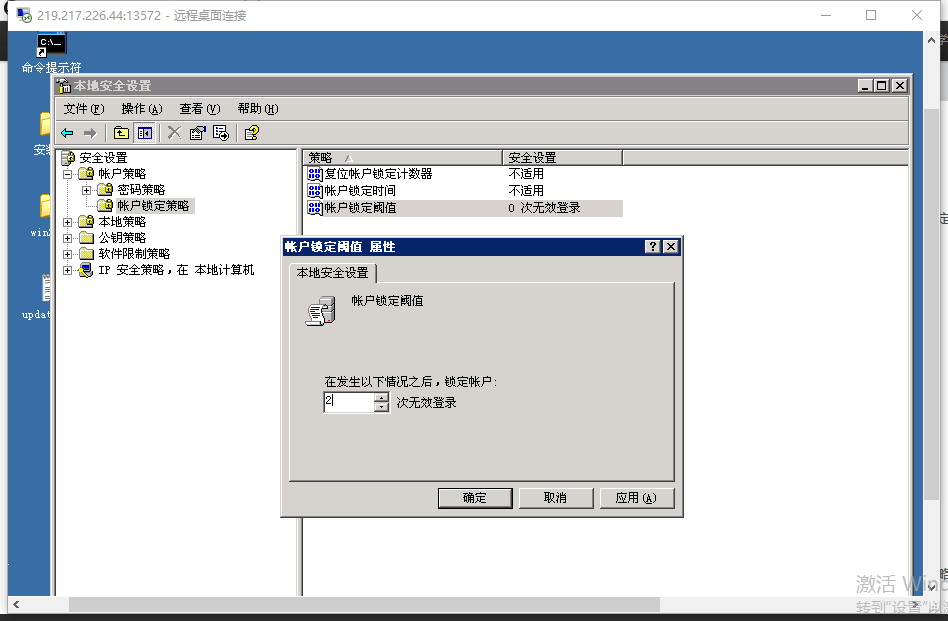 219.217.226.44:13572 - 远程桌面连接
C:\_
命令提示符
本地安全设置
文件(F) 操作(A) 查看(V) 帮助(H)
安全设置
帐户策略
密码策略
帐户锁定策略
本地策略
公钥策略
软件限制策略
IP 安全策略，在 本地计算机
策略 安全设置
复位帐户锁定计数器 不适用
帐户锁定时间 不适用
帐户锁定阈值 0 次无效登录
帐户锁定阈值 属性
本地安全设置
帐户锁定阈值
在发生以下情况之后，锁定帐户:
2 次无效登录
确定 取消 应用(A)
安
win
updat
激活 Wind
转到"设置"以